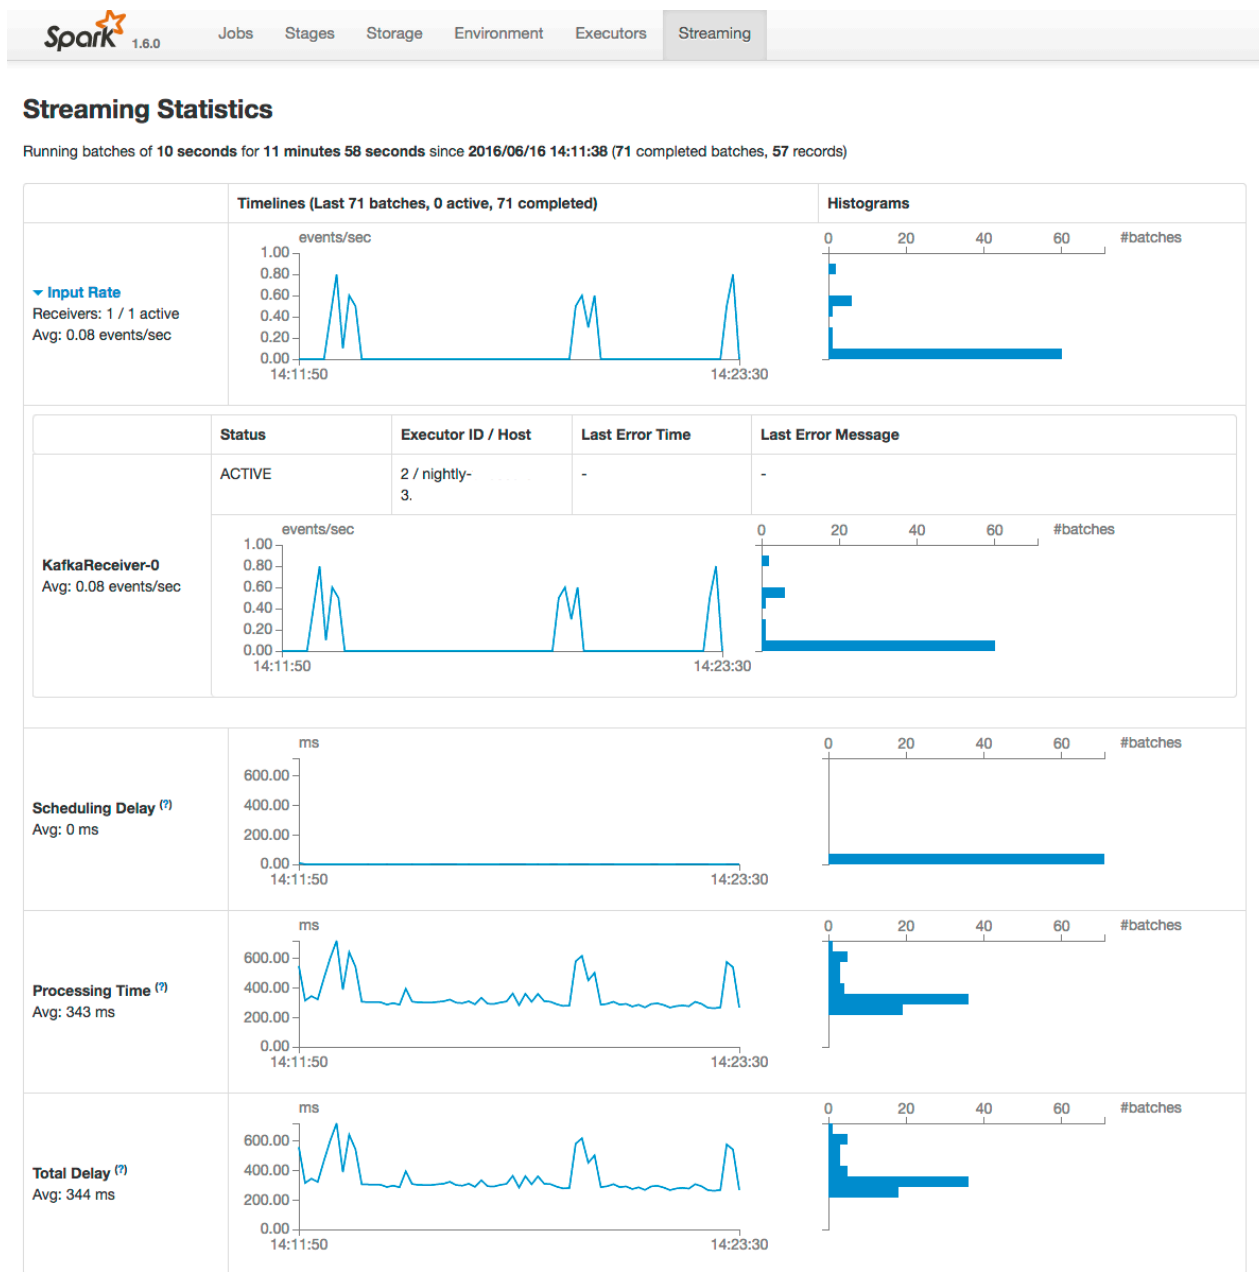 Spark 1.6.0 Jobs Stages Storage Environment Executors Streaming
Streaming Statistics
Running batches of 10 seconds for 11 minutes 58 seconds since 2016/06/16 14:11:38 (71 completed batches, 57 records)
Timelines (Last 71 batches, 0 active, 71 completed) Histograms
Input Rate
Receivers: 1 / 1 active
Avg: 0.08 events/sec
events/sec
1.00
0.80
0.60
0.40
0.20
0.00
14:11:50 14:23:30
0 20 40 60 #batches
Status Executor ID / Host Last Error Time Last Error Message
KafkaReceiver-0
Avg: 0.08 events/sec
ACTIVE 2 / nightly- - -
3.
events/sec
1.00
0.80
0.60
0.40
0.20
0.00
14:11:50 14:23:30
0 20 40 60 #batches
Scheduling Delay (?)
Avg: 0 ms
ms
600.00
400.00
200.00
0.00
14:11:50 14:23:30
0 20 40 60 #batches
Processing Time (?)
Avg: 343 ms
ms
600.00
400.00
200.00
0.00
14:11:50 14:23:30
0 20 40 60 #batches
Total Delay (?)
Avg: 344 ms
ms
600.00
400.00
200.00
0.00
14:11:50 14:23:30
0 20 40 60 #batches